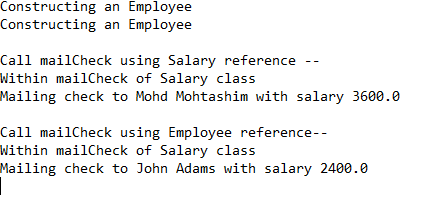 Constructing an Employee
Constructing an Employee
Call mailCheck using Salary reference --
Within mailCheck of Salary class
Mailing check to Mohd Mohtashim with salary 3600.0
Call mailCheck using Employee reference--
Within mailCheck of Salary class
Mailing check to John Adams with salary 2400.0